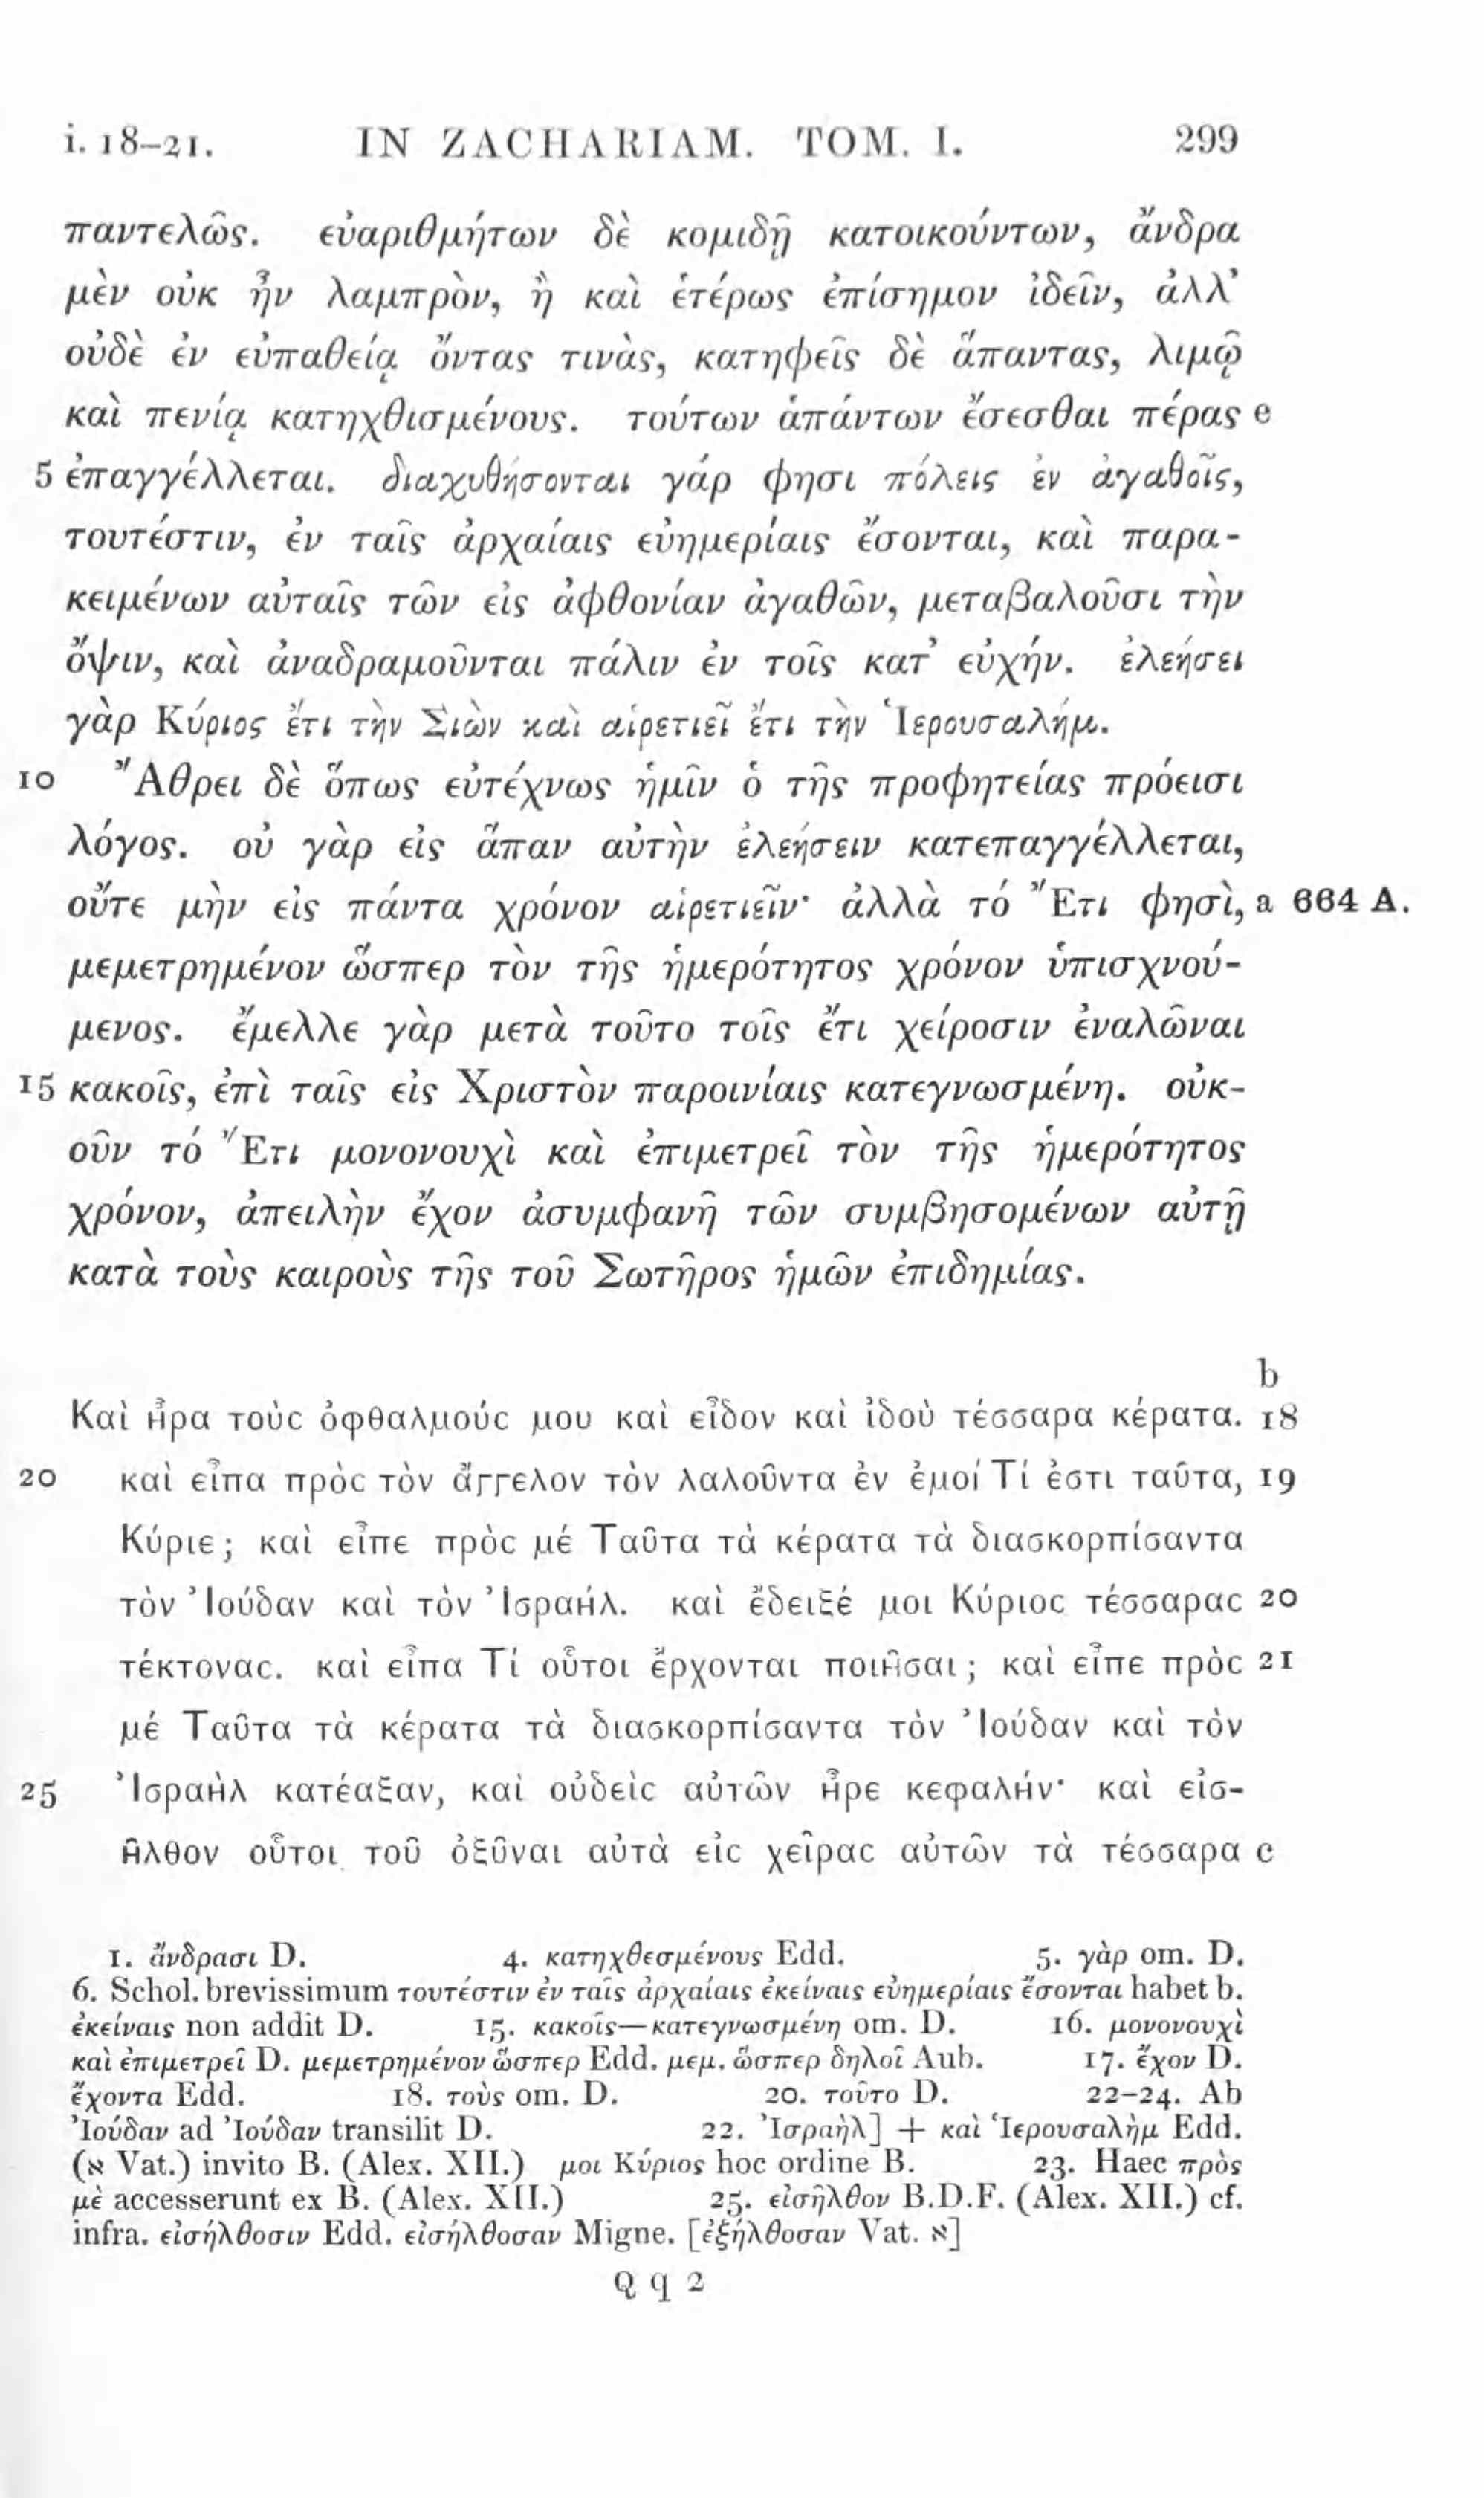 i. 18–21. IN ZACHARIAM. TOM. I. 299
παντελῶς. εὐαριθμήτων δὲ κομιδῇ κατοικούντων, ἄνδρα
μὲν οὐκ ἦν λαμπρὸν, ἢ καὶ ἑτέρως ἐπίσημον ἰδεῖν, ἀλλ’
οὐδὲ ἐν εὐπαθείᾳ ὄντας τινὰς, κατηφεῖς δὲ ἅπαντας, λιμῷ
καὶ πενίᾳ κατηχθισμένους. τούτων ἁπάντων ἔσεσθαι πέρας e
5 ἐπαγγέλλεται. διαχυθήσονται γάρ φησι πόλεις ἐν ἀγαθοῖς,
τουτέστιν, ἐν ταῖς ἀρχαίαις εὐημερίαις ἔσονται, καὶ παρα-
κειμένων αὐταῖς τῶν εἰς ἀφθονίαν ἀγαθῶν, μεταβαλοῦσι τὴν
ὄψιν, καὶ ἀναδραμοῦνται πάλιν ἐν τοῖς κατ’ εὐχήν. ἐλεήσει
γὰρ Κύριος ἔτι τὴν Σιὼν καὶ αἱρετιεῖ ἔτι τὴν Ἱερουσαλήμ.
10 Ἄθρει δὲ ὅπως εὐτέχνως ἡμῖν ὁ τῆς προφητείας πρόεισι
λόγος. οὐ γὰρ εἰς ἅπαν αὐτὴν ἐλεήσειν κατεπαγγέλλεται,
οὔτε μὴν εἰς πάντα χρόνον αἱρετιεῖν· ἀλλὰ τό Ἔτι φησὶ, a 664 A.
μεμετρημένον ὥσπερ τὸν τῆς ἡμερότητος χρόνον ὑπισχνού-
μενος. ἔμελλε γὰρ μετὰ τοῦτο τοῖς ἔτι χείροσιν ἐναλῶναι
15 κακοῖς, ἐπὶ ταῖς εἰς Χριστὸν παροινίαις κατεγνωσμένη. οὐκ-
οῦν τό Ἔτι μονονουχὶ καὶ ἐπιμετρεῖ τὸν τῆς ἡμερότητος
χρόνον, ἀπειλὴν ἔχον ἀσυμφανῆ τῶν συμβησομένων αὐτῇ
κατὰ τοὺς καιροὺς τῆς τοῦ Σωτῆρος ἡμῶν ἐπιδημίας.
b
Καὶ ἦρα τοὺς ὀφθαλμούς μου καὶ εἶδον καὶ ἰδοὺ τέσσαρα κέρατα. 18
20 καὶ εἶπα πρὸς τὸν ἄγγελον τὸν λαλοῦντα ἐν ἐμοί Τί ἐστι ταῦτα, 19
Κύριε; καὶ εἶπε πρὸς μέ Ταῦτα τὰ κέρατα τὰ διασκορπίσαντα
τὸν Ἰούδαν καὶ τὸν Ἰσραήλ. καὶ ἔδειξέ μοι Κύριος τέσσαρας 20
τέκτονας. καὶ εἶπα Τί οὗτοι ἔρχονται ποιῆσαι; καὶ εἶπε πρὸς 21
μέ Ταῦτα τὰ κέρατα τὰ διασκορπίσαντα τὸν Ἰούδαν καὶ τὸν
25 Ἰσραὴλ κατέαξαν, καὶ οὐδεὶς αὐτῶν ἦρε κεφαλήν· καὶ εἰσ-
ῆλθον οὗτοι τοῦ ὀξῦναι αὐτὰ εἰς χεῖρας αὐτῶν τὰ τέσσαρα c
1. ἄνδρασι D. 4. κατηχθεσμένους Edd. 5. γὰρ om. D.
6. Schol. brevissimum τουτέστιν ἐν ταῖς ἀρχαίαις ἐκείναις εὐημερίαις ἔσονται habet b.
ἐκείναις non addit D. 15. κακοῖς—κατεγνωσμένη om. D. 16. μονονουχὶ
καὶ ἐπιμετρεῖ D. μεμετρημένον ὥσπερ Edd. μεμ. ὥσπερ δηλοῖ Aub. 17. ἔχον D.
ἔχοντα Edd. 18. τοὺς om. D. 20. τοῦτο D. 22–24. Ab
Ἰούδαν ad Ἰούδαν transilit D. 22. Ἰσραὴλ] + καὶ Ἱερουσαλὴμ Edd.
(א Vat.) invito B. (Alex. XII.) μοι Κύριος hoc ordine B. 23. Haec πρὸς
μὲ accesserunt ex B. (Alex. XII.) 25. εἰσῆλθον B.D.F. (Alex. XII.) cf.
infra. εἰσήλθοσιν Edd. εἰσήλθοσαν Migne. [ἐξήλθοσαν Vat. א]
Q q 2